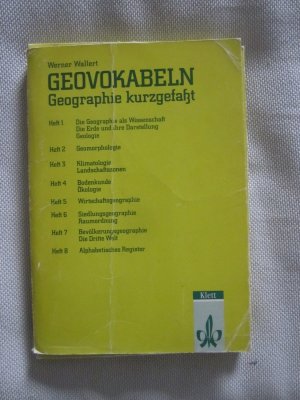 Werner Wallert
GEOVOKABELN
Geographie kurzgefaßt
Heft 1 Die Geographie als Wissenschaft
Die Erde und ihre Darstellung
Geologie
Heft 2 Geomorphologie
Heft 3 Klimatologie
Landschaftszonen
Heft 4 Bodenkunde
Ökologie
Heft 5 Wirtschaftsgeographie
Heft 6 Siedlungsgeographie
Raumordnung
Heft 7 Bevölkerungsgeographie
Die Dritte Welt
Heft 8 Alphabetisches Register
Klett